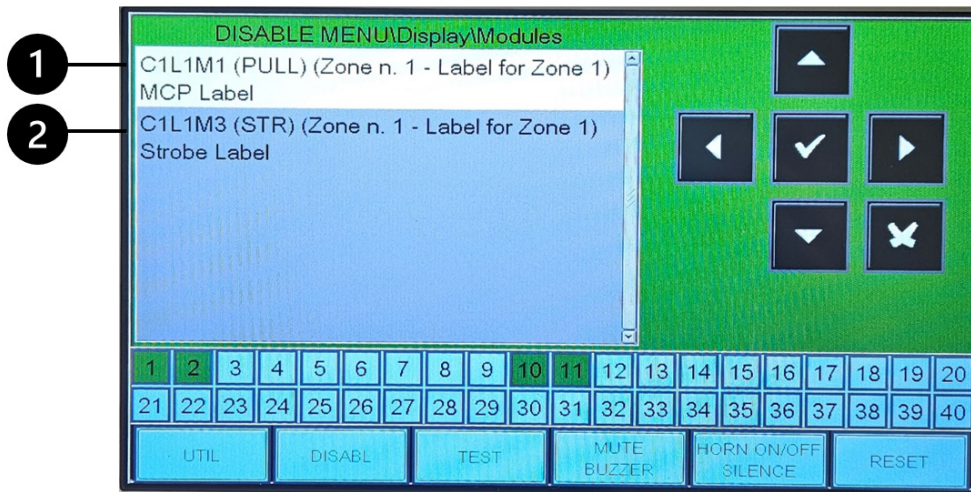 DISABLE MENU\Display\Modules
1
C1L1M1 (PULL) (Zone n. 1 - Label for Zone 1)
MCP Label
2
C1L1M3 (STR) (Zone n. 1 - Label for Zone 1)
Strobe Label
1 2 3 4 5 6 7 8 9 10 11 12 13 14 15 16 17 18 19 20
21 22 23 24 25 26 27 28 29 30 31 32 33 34 35 36 37 38 39 40
UTIL DISABL TEST MUTE BUZZER HORN ON/OFF SILENCE RESET